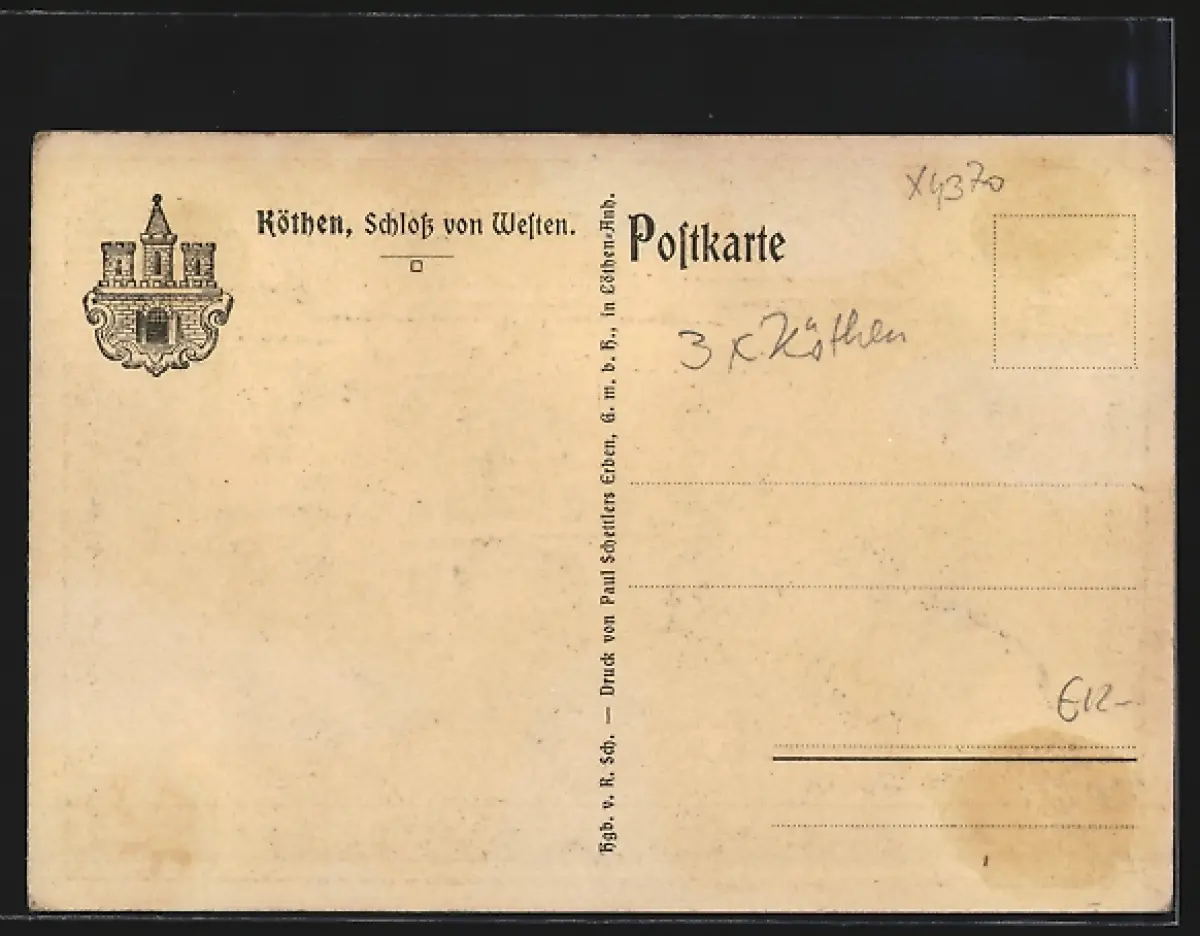 Köthen, Schloß von Weſten.
Hgb. v. R. Sch. — Druck von Paul Schettlers Erben, G. m. b. H., in Cöthen-Anh.
X4370
Poſtkarte
3 x Köthen
€12-